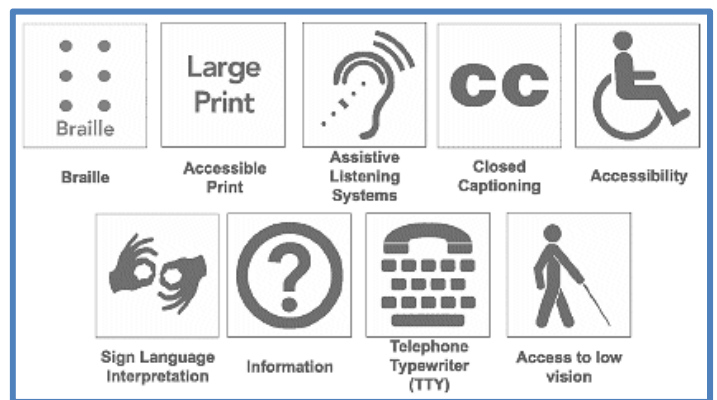 Braille
Large
Print
CC
Braille
Accessible
Print
Assistive
Listening
Systems
Closed
Captioning
Accessibility
?
Sign Language
Interpretation
Information
Telephone
Typewriter
(TTY)
Access to low
vision